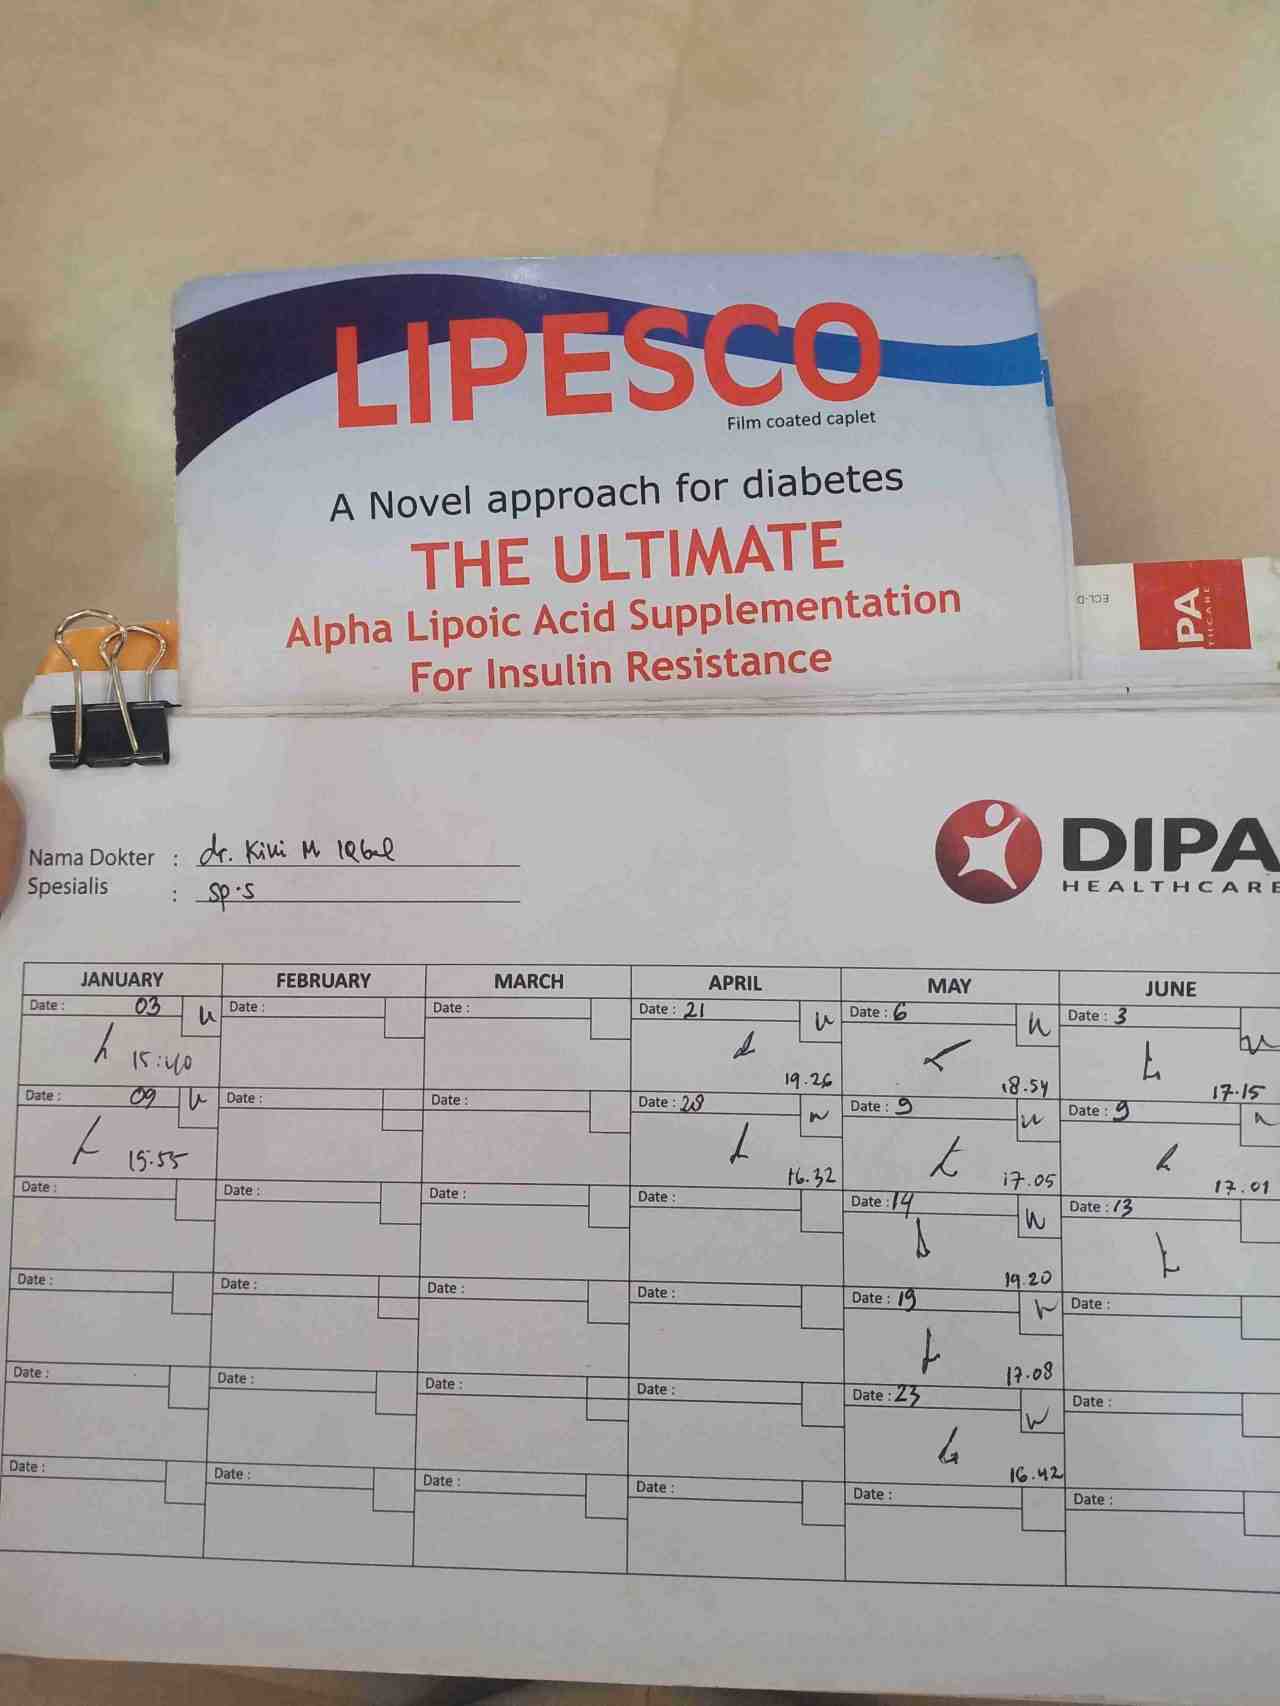 LIPESCO
Film coated caplet
A Novel approach for diabetes
THE ULTIMATE
Alpha Lipoic Acid Supplementation
For Insulin Resistance
ECL-D
PA
THCARE
Nama Dokter : dr. Kiki M IQbal
Spesialis : Sp.S
DIPA
HEALTHCARE
JANUARY FEBRUARY MARCH APRIL MAY JUNE
Date : 03 Date : Date : Date : 21 Date : 6 Date : 3
15:40 19.26 18.54 17.15
Date : 09 Date : Date : Date : 28 Date : 9 Date : 9
15:55 16.32 17.05 17.01
Date : Date : Date : Date : Date : 14 Date : 13
19.20
Date : Date : Date : Date : Date : 19 Date :
17.08
Date : Date : Date : Date : Date : 23 Date :
16.42
Date : Date : Date : Date : Date : Date :